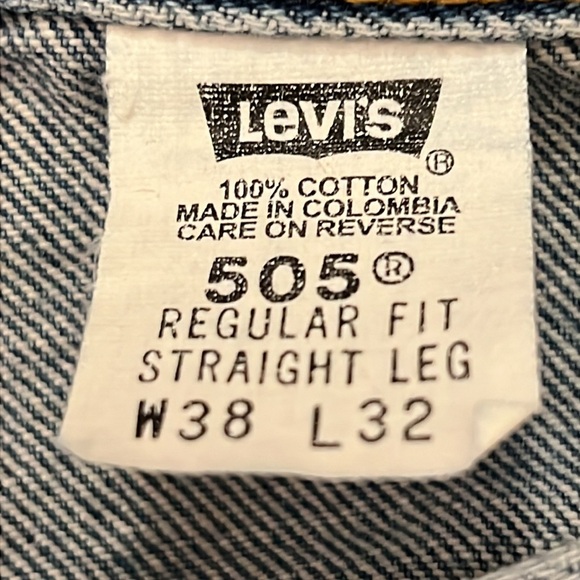 Levi's
®
100% COTTON
MADE IN COLOMBIA
CARE ON REVERSE
505®
REGULAR FIT
STRAIGHT LEG
W38 L32